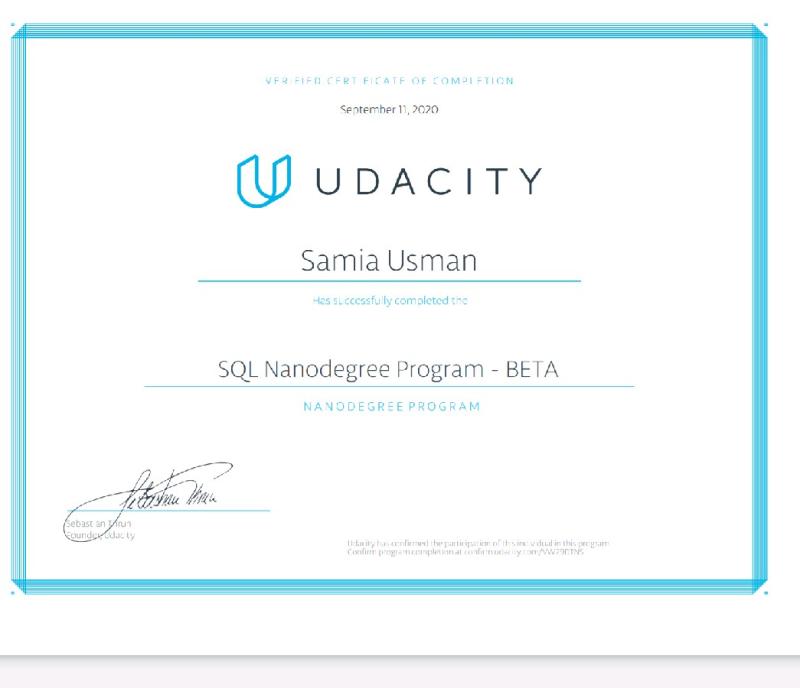 VERIFIED CERTIFICATE OF COMPLETION
September 11, 2020
UDACITY
Samia Usman
Has successfully completed the
SQL Nanodegree Program - BETA
NANODEGREE PROGRAM
Sebastian Thrun
Sebastian Thrun
Founder, Udacity
Udacity has confirmed the participation of this individual in this program
Confirm program completion at confirm.udacity.com/